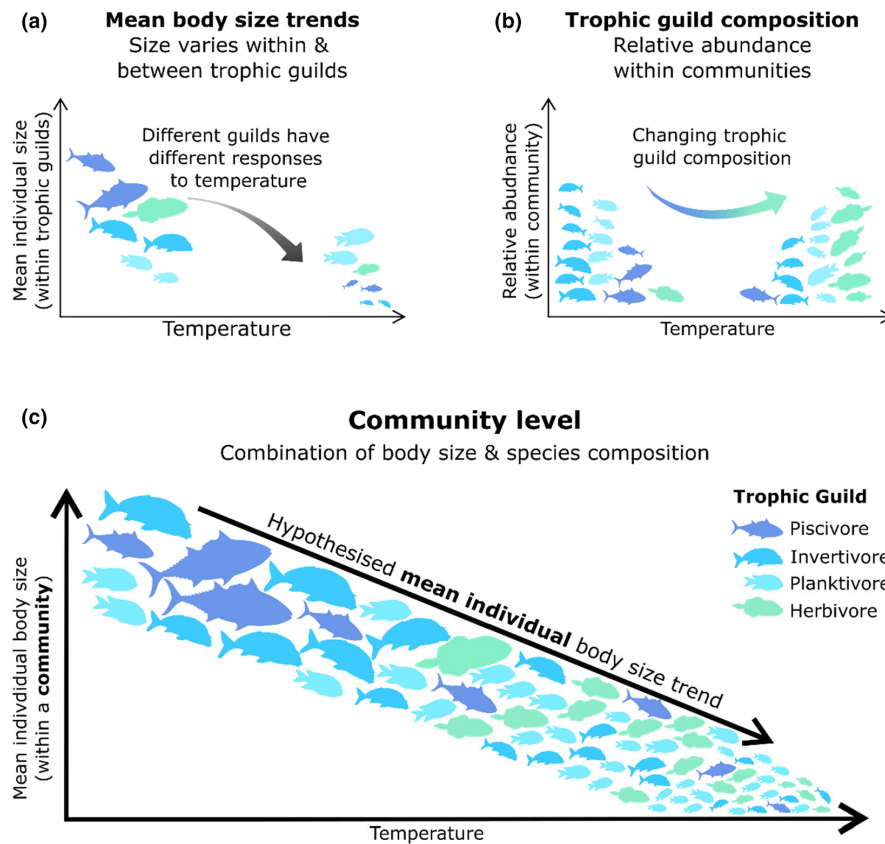 (a)
Mean body size trends
Size varies within &
between trophic guilds
Mean individual size
(within trophic guilds)
Different guilds have
different responses
to temperature
Temperature
(b)
Trophic guild composition
Relative abundance
within communities
Relative abudnance
(within community)
Changing trophic
guild composition
Temperature
(c)
Community level
Combination of body size & species composition
Mean indivdidual body size
(within a community)
Hypothesised mean individual body size trend
Temperature
Trophic Guild
Piscivore
Invertivore
Planktivore
Herbivore